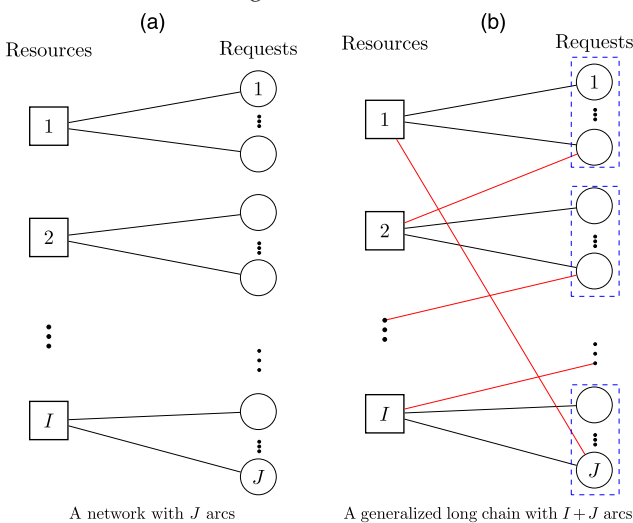 (a)
Resources Requests
1
1
2
I
J
A network with J arcs
(b)
Resources Requests
1
1
2
I
J
A generalized long chain with I + J arcs